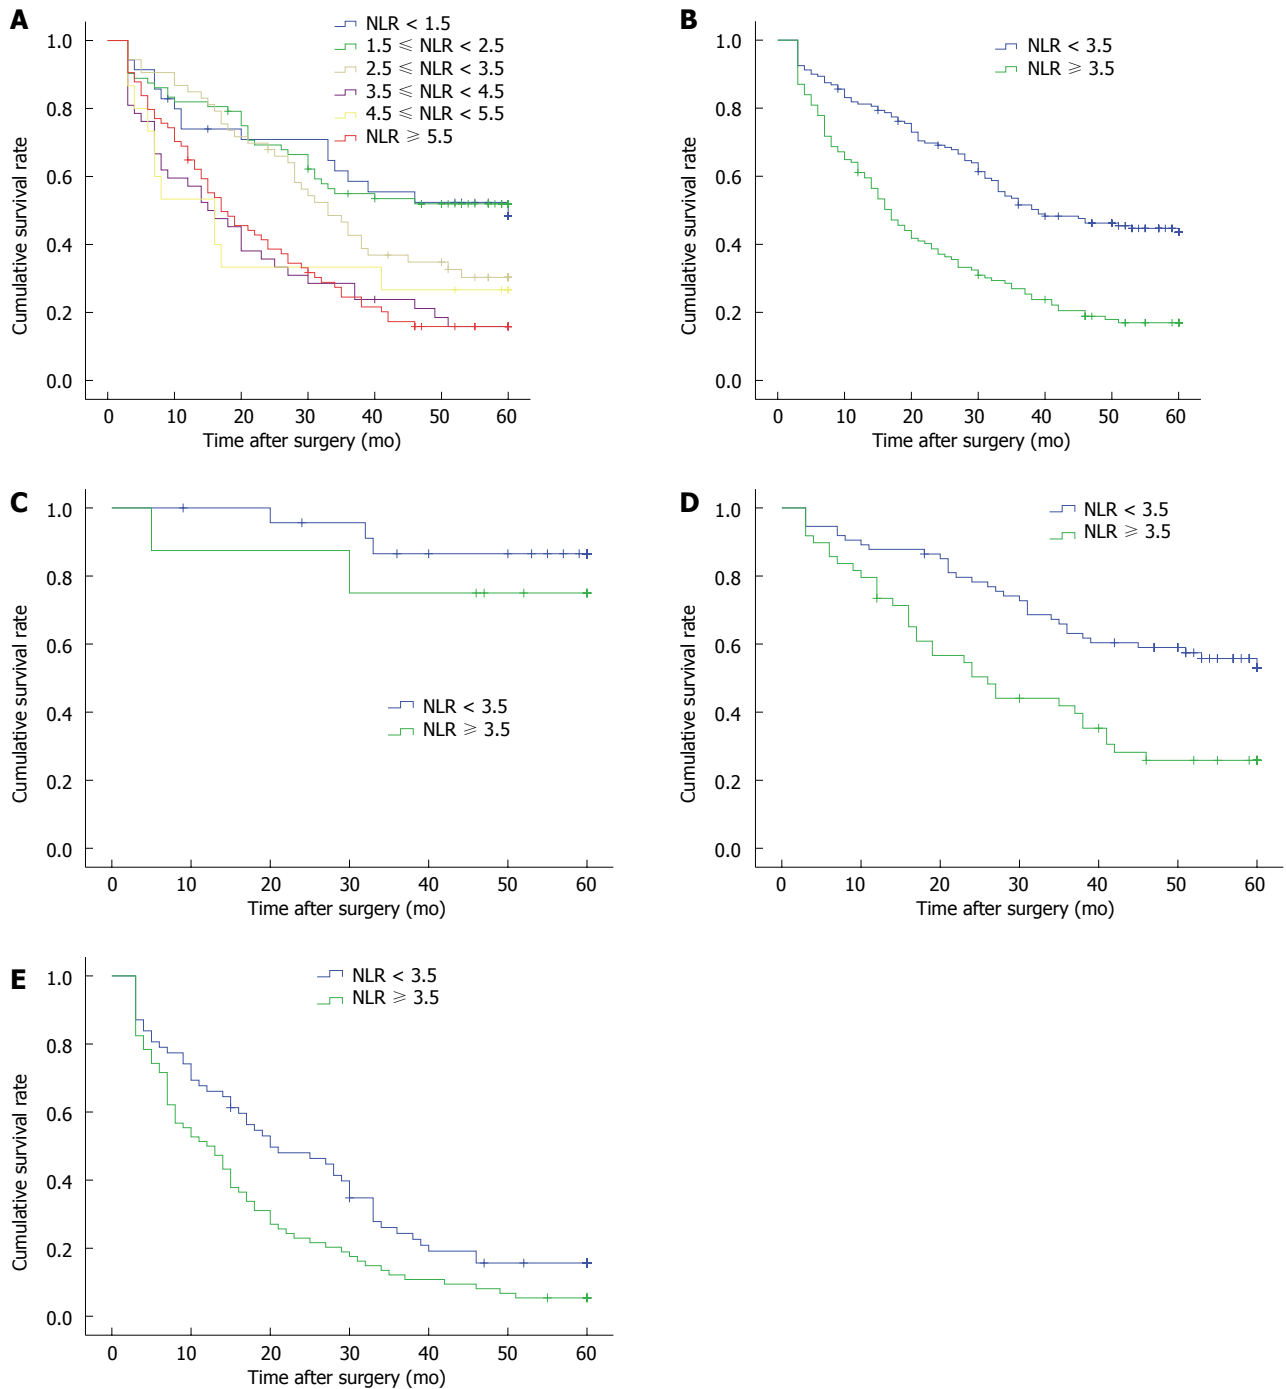 A
NLR < 1.5
1.5 ⩽ NLR < 2.5
2.5 ⩽ NLR < 3.5
3.5 ⩽ NLR < 4.5
4.5 ⩽ NLR < 5.5
NLR ⩾ 5.5
Cumulative survival rate
1.0
0.8
0.6
0.4
0.2
0.0
0 10 20 30 40 50 60
Time after surgery (mo)
B
NLR < 3.5
NLR ⩾ 3.5
Cumulative survival rate
1.0
0.8
0.6
0.4
0.2
0.0
0 10 20 30 40 50 60
Time after surgery (mo)
C
NLR < 3.5
NLR ⩾ 3.5
Cumulative survival rate
1.0
0.8
0.6
0.4
0.2
0.0
0 10 20 30 40 50 60
Time after surgery (mo)
D
NLR < 3.5
NLR ⩾ 3.5
Cumulative survival rate
1.0
0.8
0.6
0.4
0.2
0.0
0 10 20 30 40 50 60
Time after surgery (mo)
E
NLR < 3.5
NLR ⩾ 3.5
Cumulative survival rate
1.0
0.8
0.6
0.4
0.2
0.0
0 10 20 30 40 50 60
Time after surgery (mo)